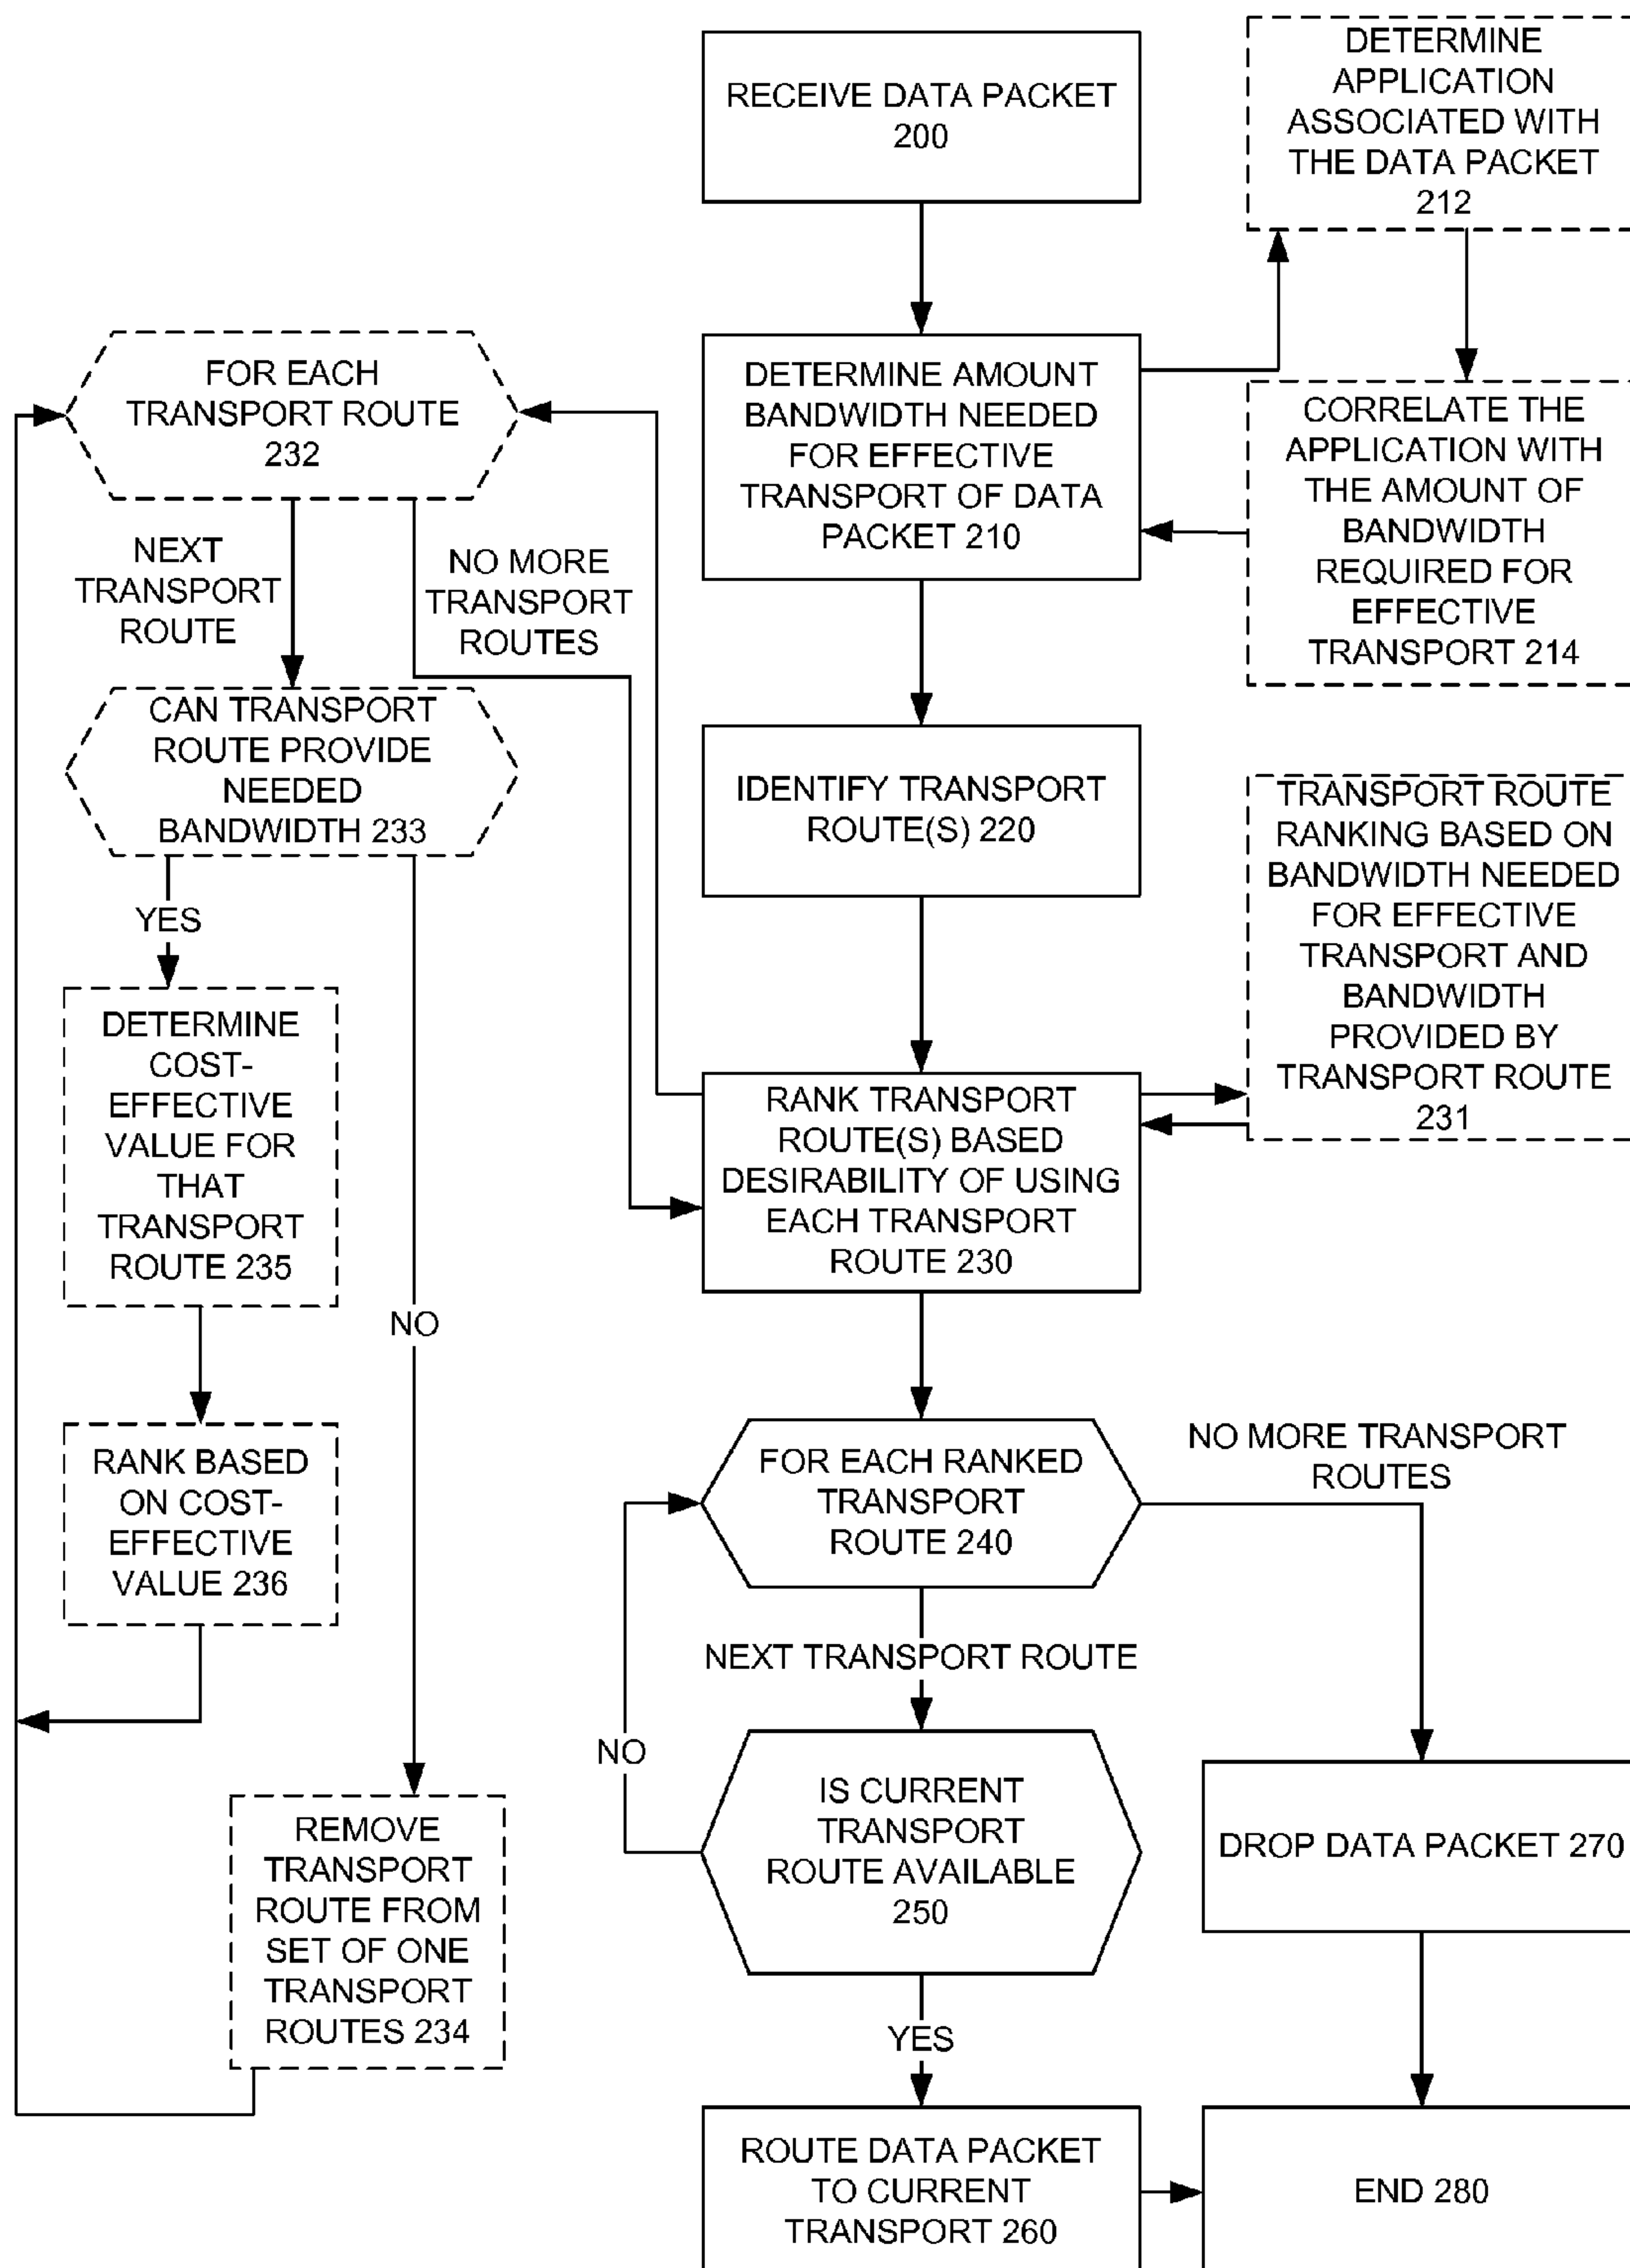 RECEIVE DATA PACKET
200
DETERMINE
APPLICATION
ASSOCIATED WITH
THE DATA PACKET
212
DETERMINE AMOUNT
BANDWIDTH NEEDED
FOR EFFECTIVE
TRANSPORT OF DATA
PACKET 210
CORRELATE THE
APPLICATION WITH
THE AMOUNT OF
BANDWIDTH
REQUIRED FOR
EFFECTIVE
TRANSPORT 214
FOR EACH
TRANSPORT ROUTE
232
NEXT
TRANSPORT
ROUTE
NO MORE
TRANSPORT
ROUTES
CAN TRANSPORT
ROUTE PROVIDE
NEEDED
BANDWIDTH 233
YES
NO
DETERMINE
COST-
EFFECTIVE
VALUE FOR
THAT
TRANSPORT
ROUTE 235
RANK BASED
ON COST-
EFFECTIVE
VALUE 236
REMOVE
TRANSPORT
ROUTE FROM
SET OF ONE
TRANSPORT
ROUTES 234
IDENTIFY TRANSPORT
ROUTE(S) 220
TRANSPORT ROUTE
RANKING BASED ON
BANDWIDTH NEEDED
FOR EFFECTIVE
TRANSPORT AND
BANDWIDTH
PROVIDED BY
TRANSPORT ROUTE
231
RANK TRANSPORT
ROUTE(S) BASED
DESIRABILITY OF USING
EACH TRANSPORT
ROUTE 230
FOR EACH RANKED
TRANSPORT
ROUTE 240
NO MORE TRANSPORT
ROUTES
NEXT TRANSPORT ROUTE
NO
IS CURRENT
TRANSPORT
ROUTE AVAILABLE
250
DROP DATA PACKET 270
YES
ROUTE DATA PACKET
TO CURRENT
TRANSPORT 260
END 280